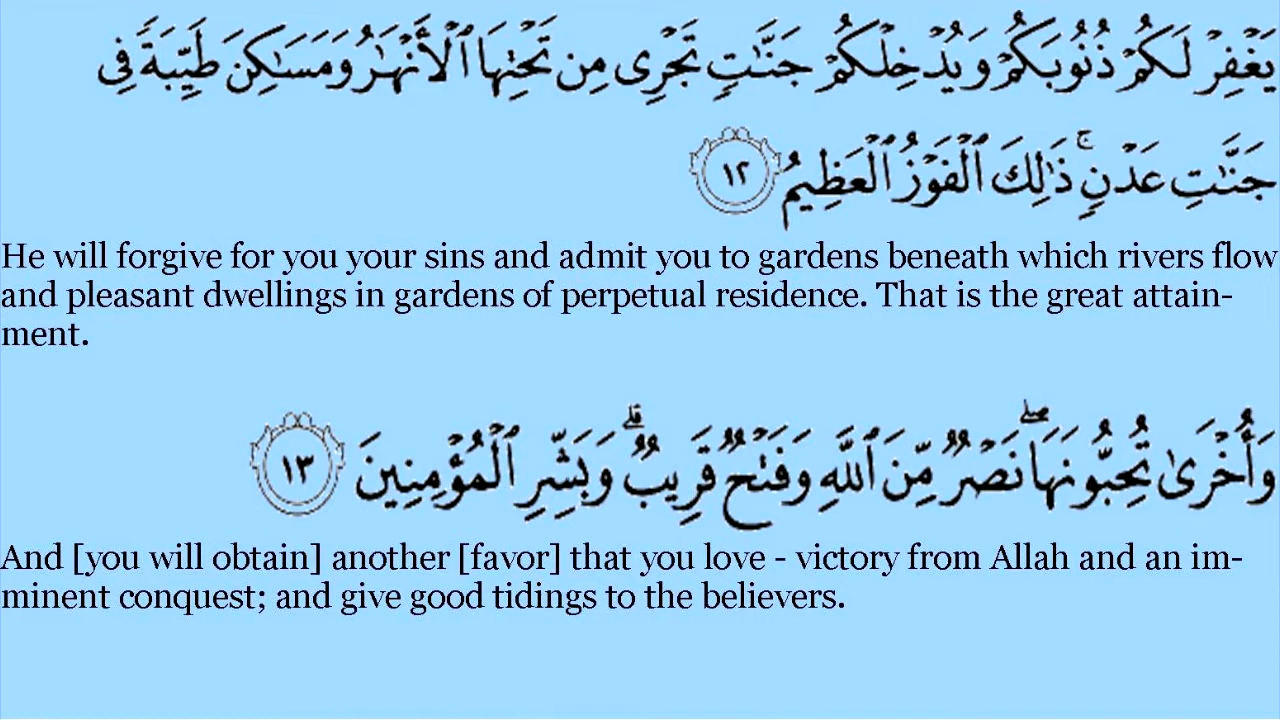 يَغْفِرْ لَكُمْ ذُنُوبَكُمْ وَيُدْخِلْكُمْ جَنَّـٰتٍ تَجْرِى مِن تَحْتِهَا ٱلْأَنْهَـٰرُ وَمَسَـٰكِنَ طَيِّبَةً فِى
جَنَّـٰتِ عَدْنٍ ۚ ذَٰلِكَ ٱلْفَوْزُ ٱلْعَظِيمُ ١٢
He will forgive for you your sins and admit you to gardens beneath which rivers flow
and pleasant dwellings in gardens of perpetual residence. That is the great attain-
ment.
وَأُخْرَىٰ تُحِبُّونَهَا ۖ نَصْرٌ مِّنَ ٱللَّهِ وَفَتْحٌ قَرِيبٌ ۗ وَبَشِّرِ ٱلْمُؤْمِنِينَ ١٣
And [you will obtain] another [favor] that you love - victory from Allah and an im-
minent conquest; and give good tidings to the believers.